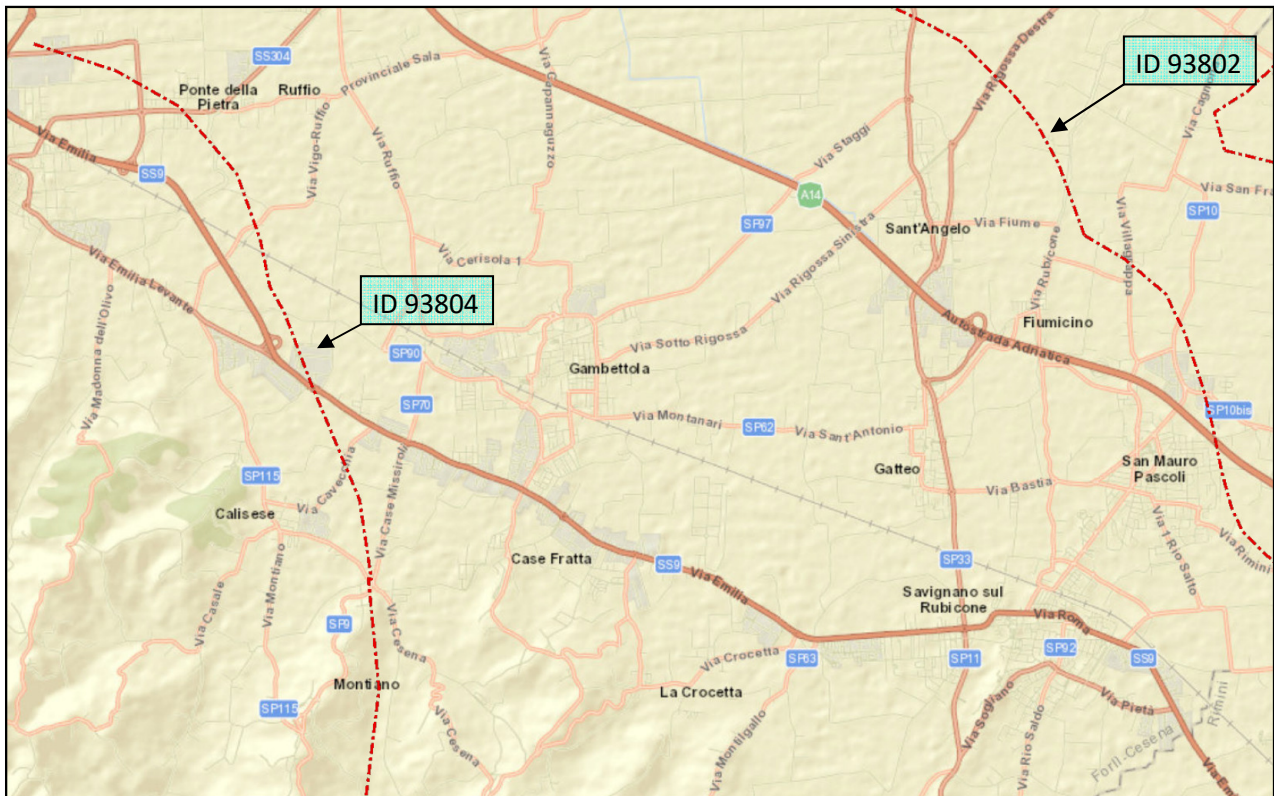 ID 93802
SS304
Ponte della
Pietra
Ruffio
Provinciale Sala
Via Capannaguzzo
Via Rigossa Destra
Via Vigo-Ruffio
Via Ruffio
Via Emilia
SS9
Via Staggi
A14
SP97
Via Rigossa Sinistra
Sant'Angelo
Via Fiume
Via Rubicone
Via Villagrappa
SP10
Via San Fra
Via Cerisola 1
Via Emilia Levante
Via Madonna dell'Olivo
ID 93804
SP90
SP70
Gambettola
Via Sotto Rigossa
Autostrada Adriatica
Fiumicino
SP10bis
Via Montanari
SP62
Via Sant'Antonio
Gatteo
Via Bastia
San Mauro
Pascoli
Via 1 Rio Salto
Via Rimini
SP115
Calisese
Via Cavecchia
Via Case Missiroli
Case Fratta
SS9
Via Emilia
SP33
Savignano sul
Rubicone
Via Roma
SP92
SS9
Via Casale
Via Montiano
SP9
Via Cesena
Montiano
SP115
Via Cesena
Via Crocetta
SP63
La Crocetta
Via Montilgallo
SP11
Via Sogliano
Via Rio Saldo
Via Pietà
Forlì-Cesena
Rimini